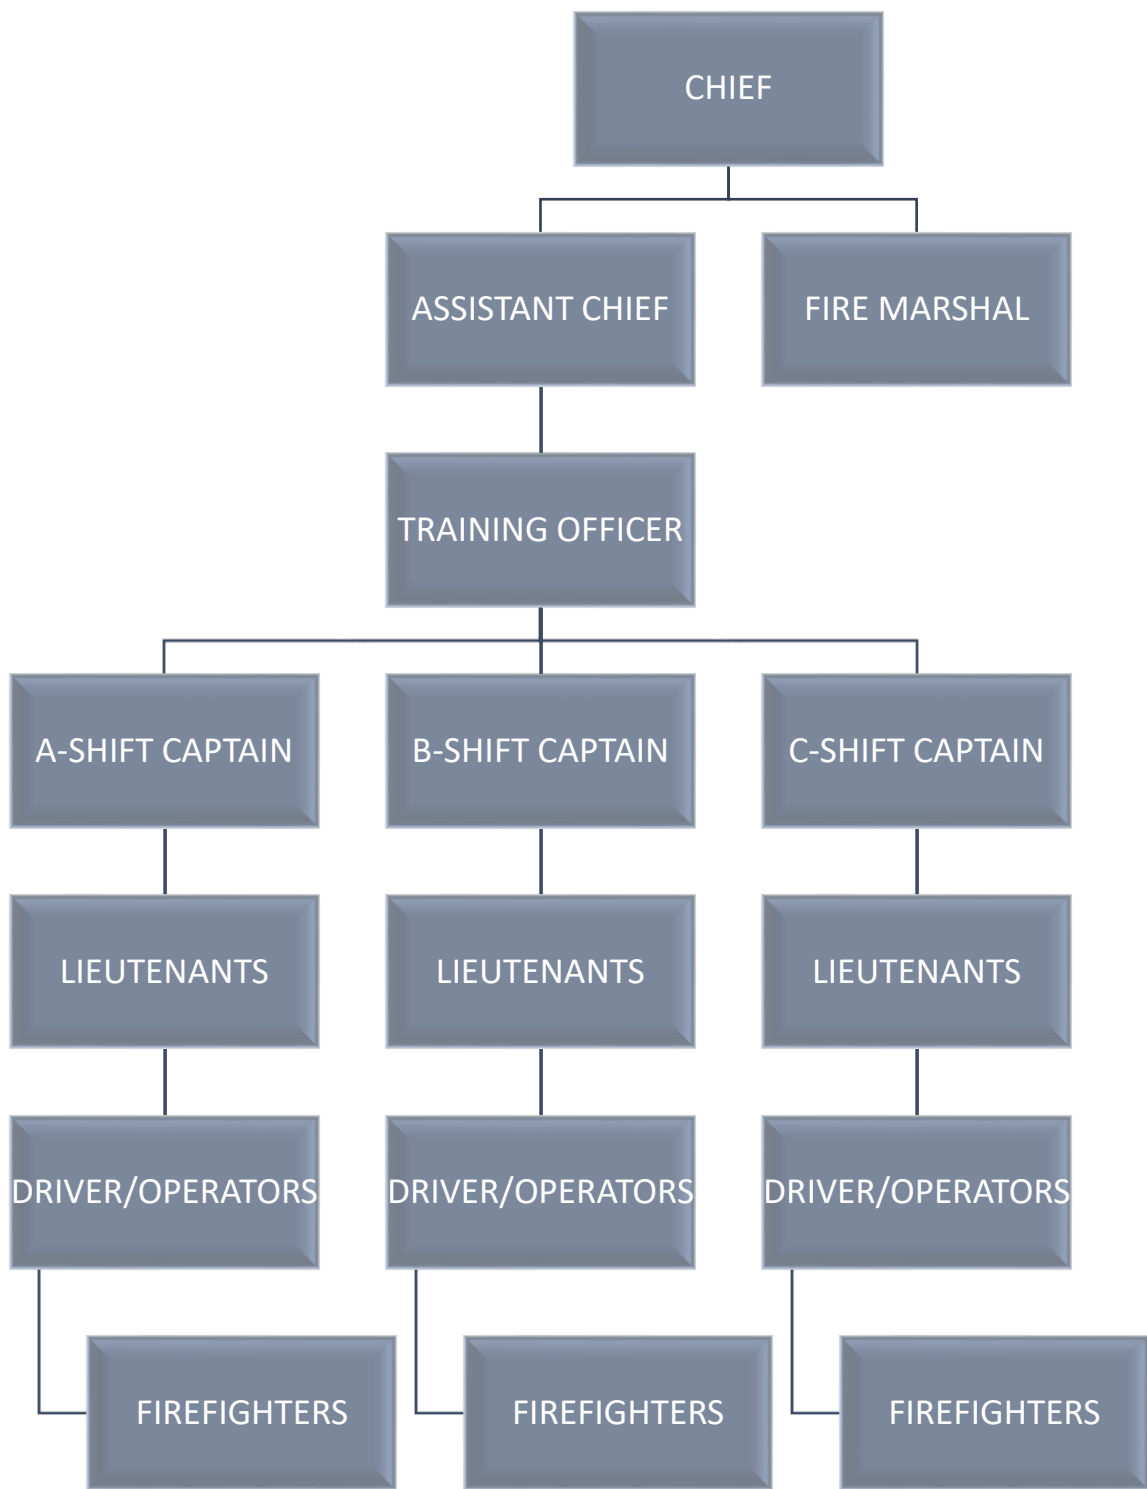 CHIEF
ASSISTANT CHIEF
FIRE MARSHAL
TRAINING OFFICER
A-SHIFT CAPTAIN
B-SHIFT CAPTAIN
C-SHIFT CAPTAIN
LIEUTENANTS
LIEUTENANTS
LIEUTENANTS
DRIVER/OPERATORS
DRIVER/OPERATORS
DRIVER/OPERATORS
FIREFIGHTERS
FIREFIGHTERS
FIREFIGHTERS